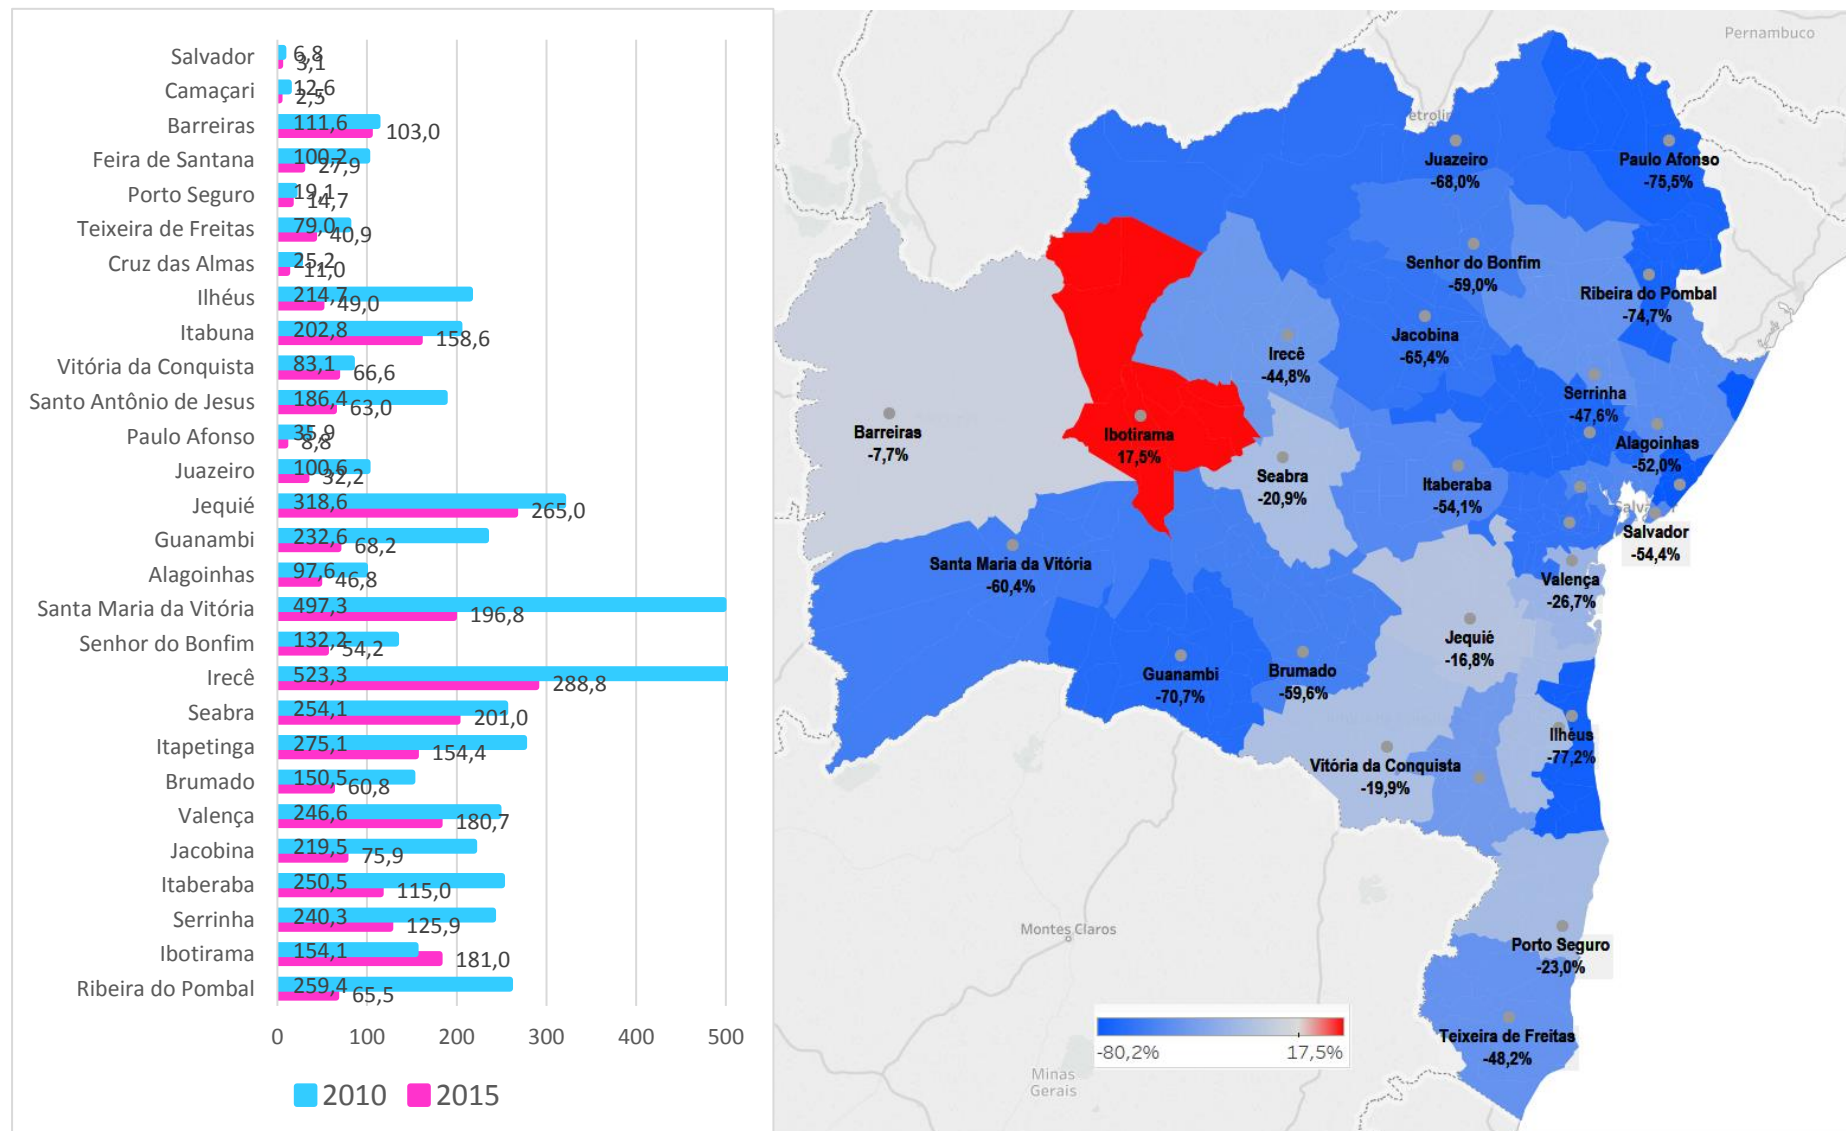 Salvador 6,8 3,1
Camaçari 12,6 2,5
Barreiras 111,6 103,0
Feira de Santana 100,2 27,9
Porto Seguro 19,1 14,7
Teixeira de Freitas 79,0 40,9
Cruz das Almas 25,2 11,0
Ilhéus 214,7 49,0
Itabuna 202,8 158,6
Vitória da Conquista 83,1 66,6
Santo Antônio de Jesus 186,4 63,0
Paulo Afonso 35,9 8,8
Juazeiro 100,6 32,2
Jequié 318,6 265,0
Guanambi 232,6 68,2
Alagoinhas 97,6 46,8
Santa Maria da Vitória 497,3 196,8
Senhor do Bonfim 132,2 54,2
Irecê 523,3 288,8
Seabra 254,1 201,0
Itapetinga 275,1 154,4
Brumado 150,5 60,8
Valença 246,6 180,7
Jacobina 219,5 75,9
Itaberaba 250,5 115,0
Serrinha 240,3 125,9
Ibotirama 154,1 181,0
Ribeira do Pombal 259,4 65,5
0 100 200 300 400 500
2010 2015
Pernambuco
Juazeiro
-68,0%
Paulo Afonso
-75,5%
Senhor do Bonfim
-59,0%
Ribeira do Pombal
-74,7%
Jacobina
-65,4%
Irecê
-44,8%
Serrinha
-47,6%
Barreiras
-7,7%
Ibotirama
17,5%
Alagoinhas
-52,0%
Seabra
-20,9%
Itaberaba
-54,1%
Salvador
-54,4%
Santa Maria da Vitória
-60,4%
Valença
-26,7%
Jequié
-16,8%
Guanambi
-70,7%
Brumado
-59,6%
Ilhéus
-77,2%
Vitória da Conquista
-19,9%
Montes Claros
Porto Seguro
-23,0%
Teixeira de Freitas
-48,2%
-80,2% 17,5%
Minas
Gerais